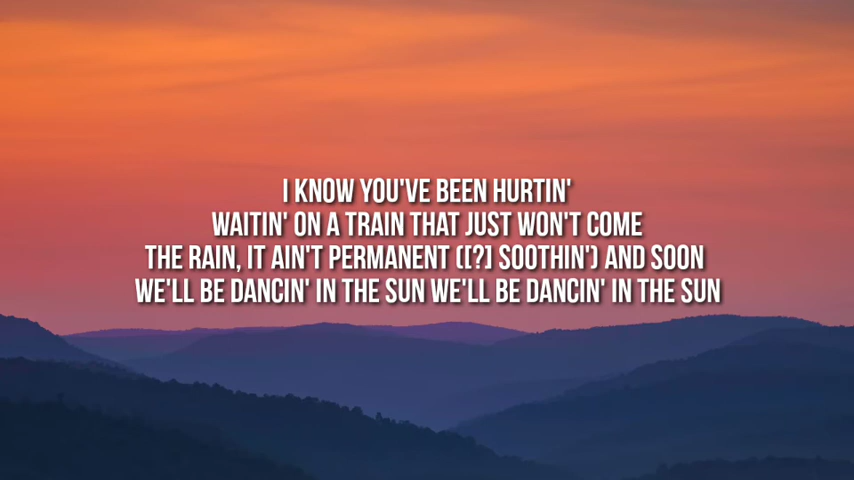 I KNOW YOU'VE BEEN HURTIN'
WAITIN' ON A TRAIN THAT JUST WON'T COME
THE RAIN, IT AIN'T PERMANENT ([?] SOOTHIN') AND SOON
WE'LL BE DANCIN' IN THE SUN WE'LL BE DANCIN' IN THE SUN